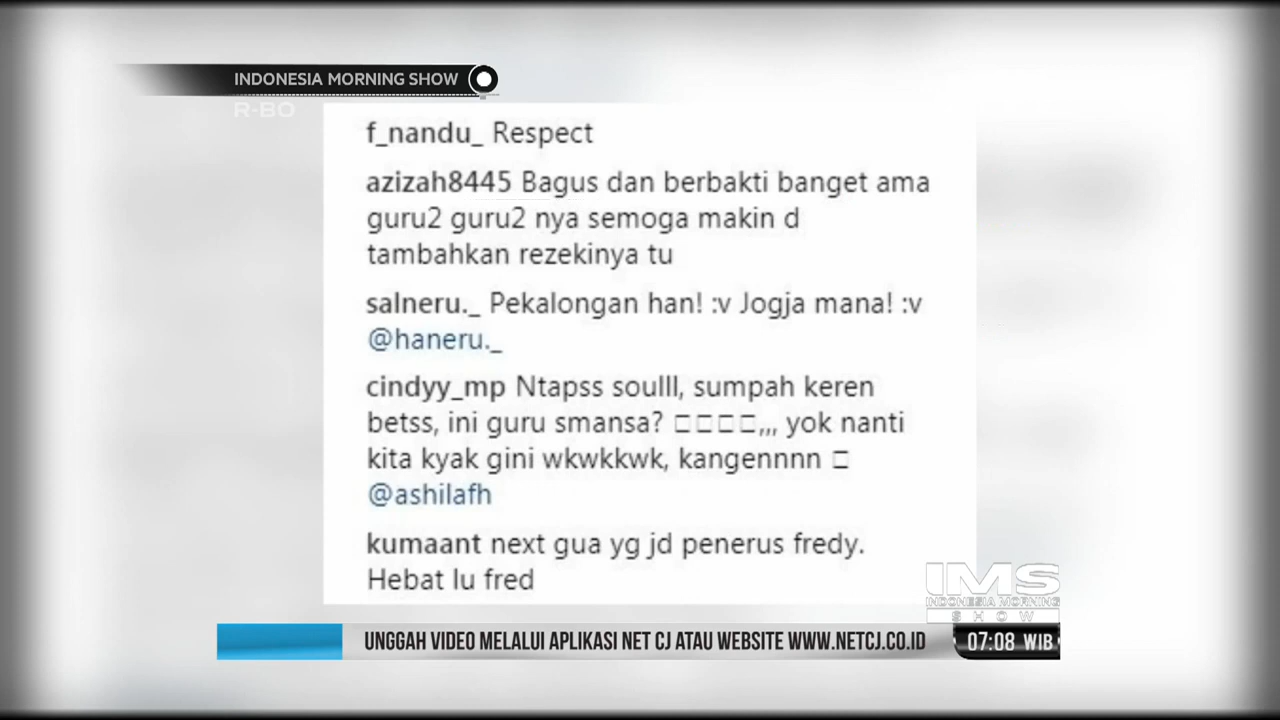 INDONESIA MORNING SHOW
R-BO
f_nandu_ Respect
azizah8445 Bagus dan berbakti banget ama
guru2 guru2 nya semoga makin d
tambahkan rezekinya tu
salneru._ Pekalongan han! :v Jogja mana! :v
@haneru._
cindyy_mp Ntapss soulll, sumpah keren
betss, ini guru smansa? □□□□,,, yok nanti
kita kyak gini wkwkkwk, kangennnn □
@ashilafh
kumaant next gua yg jd penerus fredy.
Hebat lu fred
IMS
INDONESIA MORNING
SHOW
UNGGAH VIDEO MELALUI APLIKASI NET CJ ATAU WEBSITE WWW.NETCJ.CO.ID
07:08 WIB